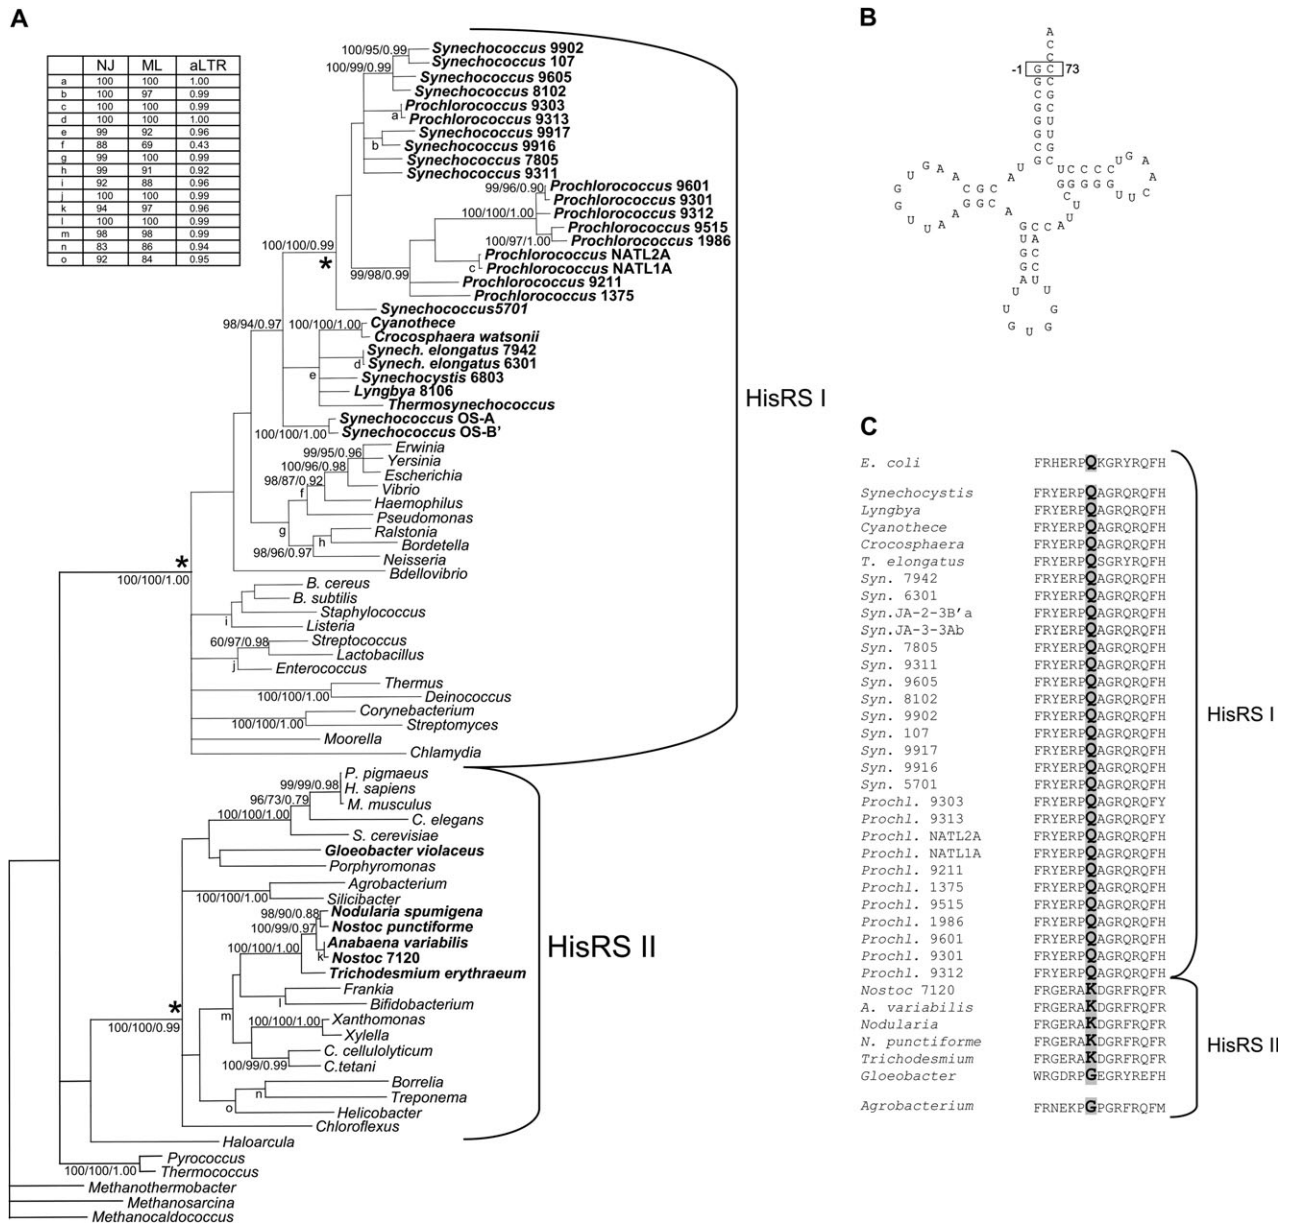 A
NJ ML aLTR
a 100 100 1.00
b 100 97 0.99
c 100 100 0.99
d 100 100 1.00
e 99 92 0.96
f 88 69 0.43
g 99 100 0.99
h 99 91 0.92
i 92 88 0.96
j 100 100 0.99
k 94 97 0.96
l 100 100 0.99
m 98 98 0.99
n 83 86 0.94
o 92 84 0.95
100/95/0.99 Synechococcus 9902
Synechococcus 107
100/99/0.99
Synechococcus 9605
Synechococcus 8102
Prochlorococcus 9303
a Prochlorococcus 9313
Synechococcus 9917
b Synechococcus 9916
Synechococcus 7805
Synechococcus 9311
99/96/0.90 Prochlorococcus 9601
Prochlorococcus 9301
100/100/1.00 Prochlorococcus 9312
Prochlorococcus 9515
100/97/1.00 Prochlorococcus 1986
100/100/0.99
*
Prochlorococcus NATL2A
c Prochlorococcus NATL1A
99/98/0.99
Prochlorococcus 9211
Prochlorococcus 1375
Synechococcus5701
98/94/0.97
100/100/1.00 Cyanothece
Crocosphaera watsonii
Synech. elongatus 7942
d Synech. elongatus 6301
e Synechocystis 6803
Lyngbya 8106
Thermosynechococcus
HisRS I
Synechococcus OS-A
100/100/1.00 Synechococcus OS-B'
Erwinia
99/95/0.96
Yersinia
100/96/0.98
Escherichia
98/87/0.92
Vibrio
f
Haemophilus
Pseudomonas
g
Ralstonia
h Bordetella
98/96/0.97
Neisseria
Bdellovibrio
*
100/100/1.00
B. cereus
B. subtilis
Staphylococcus
i Listeria
60/97/0.98 Streptococcus
Lactobacillus
j Enterococcus
Thermus
100/100/1.00 Deinococcus
Corynebacterium
100/100/1.00 Streptomyces
Moorella
Chlamydia
P. pigmaeus
99/99/0.98 H. sapiens
96/73/0.79 M. musculus
100/100/1.00 C. elegans
S. cerevisiae
Gloeobacter violaceus
Porphyromonas
Agrobacterium
100/100/1.00 Silicibacter
98/90/0.88 Nodularia spumigena
100/99/0.97 Nostoc punctiforme
100/100/1.00 Anabaena variabilis
k Nostoc 7120
Trichodesmium erythraeum
HisRS II
Frankia
l Bifidobacterium
*
100/100/0.99
m
100/100/1.00 Xanthomonas
Xylella
C. cellulolyticum
100/99/0.99 C.tetani
Borrelia
n Treponema
o Helicobacter
Chloroflexus
Haloarcula
Pyrococcus
100/100/1.00 Thermococcus
Methanothermobacter
Methanosarcina
Methanocaldococcus
B
A
C
C
-1 G C 73
C
E. coli FRHERPQKGRYRQFH
Synechocystis FRYERPQAGRQRQFH
Lyngbya FRYERPQAGRQRQFH
Cyanothece FRYERPQAGRQRQFH
Crocosphaera FRYERPQAGRQRQFH
T. elongatus FRYERPQSGRYRQFH
Syn. 7942 FRYERPQAGRQRQFH
Syn. 6301 FRYERPQAGRQRQFH
Syn.JA-2-3B'a FRYERPQAGRQRQFH
Syn.JA-3-3Ab FRYERPQAGRQRQFH
Syn. 7805 FRYERPQAGRQRQFH
Syn. 9311 FRYERPQAGRQRQFH
Syn. 9605 FRYERPQAGRQRQFH
Syn. 8102 FRYERPQAGRQRQFH
Syn. 9902 FRYERPQAGRQRQFH
Syn. 107 FRYERPQAGRQRQFH
Syn. 9917 FRYERPQAGRQRQFH
Syn. 9916 FRYERPQAGRQRQFH
Syn. 5701 FRYERPQAGRQRQFH
Prochl. 9303 FRYERPQAGRQRQFY
Prochl. 9313 FRYERPQAGRQRQFY
Prochl. NATL2A FRYERPQAGRQRQFH
Prochl. NATL1A FRYERPQAGRQRQFH
Prochl. 9211 FRYERPQAGRQRQFH
Prochl. 1375 FRYERPQAGRQRQFH
Prochl. 9515 FRYERPQAGRQRQFH
Prochl. 1986 FRYERPQAGRQRQFH
Prochl. 9601 FRYERPQAGRQRQFH
Prochl. 9301 FRYERPQAGRQRQFH
Prochl. 9312 FRYERPQAGRQRQFH
HisRS I
Nostoc 7120 FRGERAKDGRFRQFR
A. variabilis FRGERAKDGRFRQFR
Nodularia FRGERAKDGRFRQFR
N. punctiforme FRGERAKDGRFRQFR
Trichodesmium FRGERAKDGRFRQFR
Gloeobacter WRGDRPGEGRYREFH
Agrobacterium FRNEKPGPGRFRQFM
HisRS II